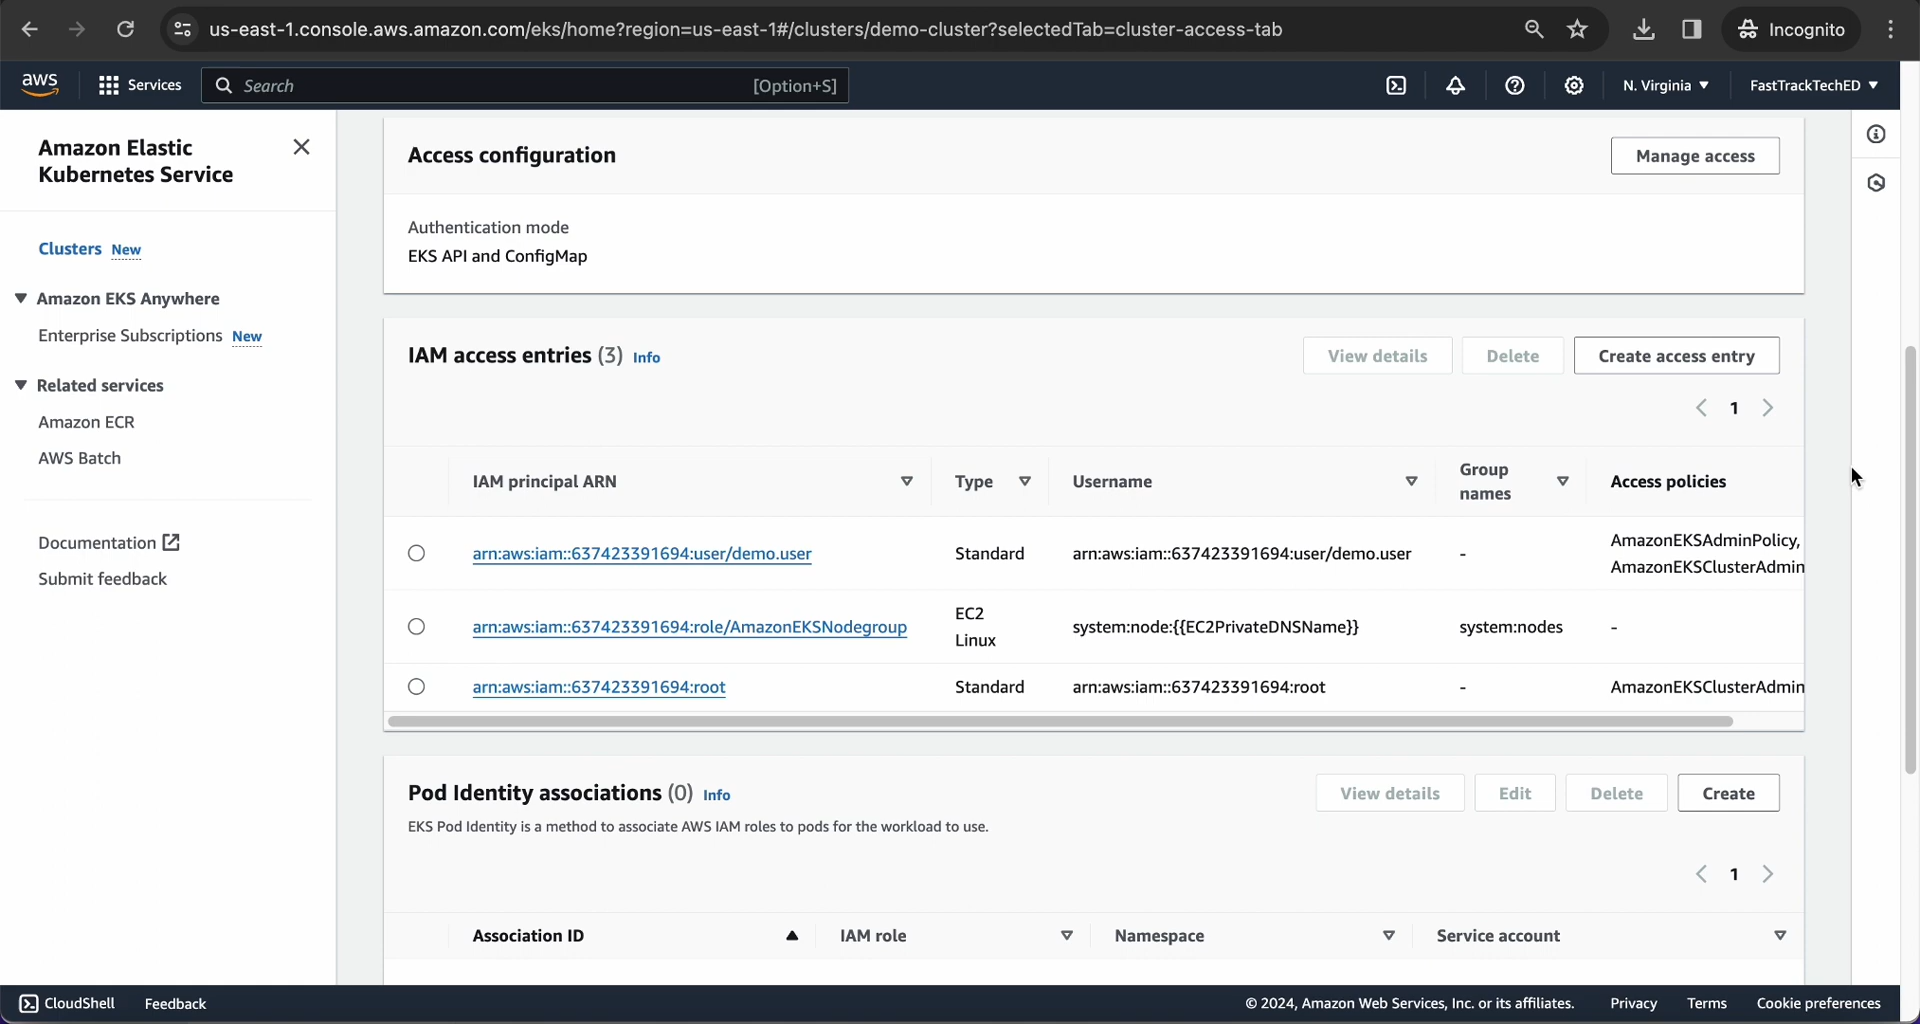 us-east-1.console.aws.amazon.com/eks/home?region=us-east-1#/clusters/demo-cluster?selectedTab=cluster-access-tab
Incognito
aws
Services
Search
[Option+S]
N. Virginia
FastTrackTechED
Amazon Elastic
Kubernetes Service
Clusters New
Amazon EKS Anywhere
Enterprise Subscriptions New
Related services
Amazon ECR
AWS Batch
Documentation
Submit feedback
Access configuration
Manage access
Authentication mode
EKS API and ConfigMap
IAM access entries (3) Info
View details
Delete
Create access entry
1
IAM principal ARN
Type
Username
Group
names
Access policies
arn:aws:iam::637423391694:user/demo.user
Standard
arn:aws:iam::637423391694:user/demo.user
-
AmazonEKSAdminPolicy,
AmazonEKSClusterAdmin
arn:aws:iam::637423391694:role/AmazonEKSNodegroup
EC2
Linux
system:node:{{EC2PrivateDNSName}}
system:nodes
-
arn:aws:iam::637423391694:root
Standard
arn:aws:iam::637423391694:root
-
AmazonEKSClusterAdmin
Pod Identity associations (0) Info
View details
Edit
Delete
Create
EKS Pod Identity is a method to associate AWS IAM roles to pods for the workload to use.
1
Association ID
IAM role
Namespace
Service account
CloudShell
Feedback
© 2024, Amazon Web Services, Inc. or its affiliates.
Privacy
Terms
Cookie preferences